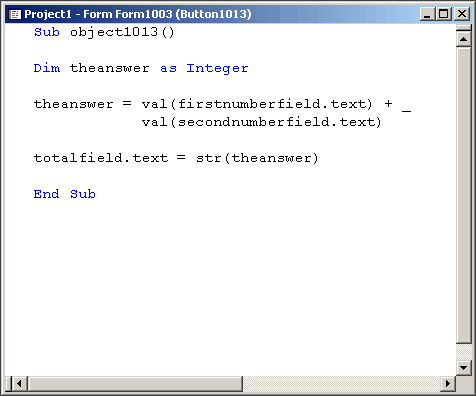 Project1 - Form Form1003 (Button1013)
Sub object1013()
Dim theanswer as Integer
theanswer = val(firstnumberfield.text) + _
val(secondnumberfield.text)
totalfield.text = str(theanswer)
End Sub